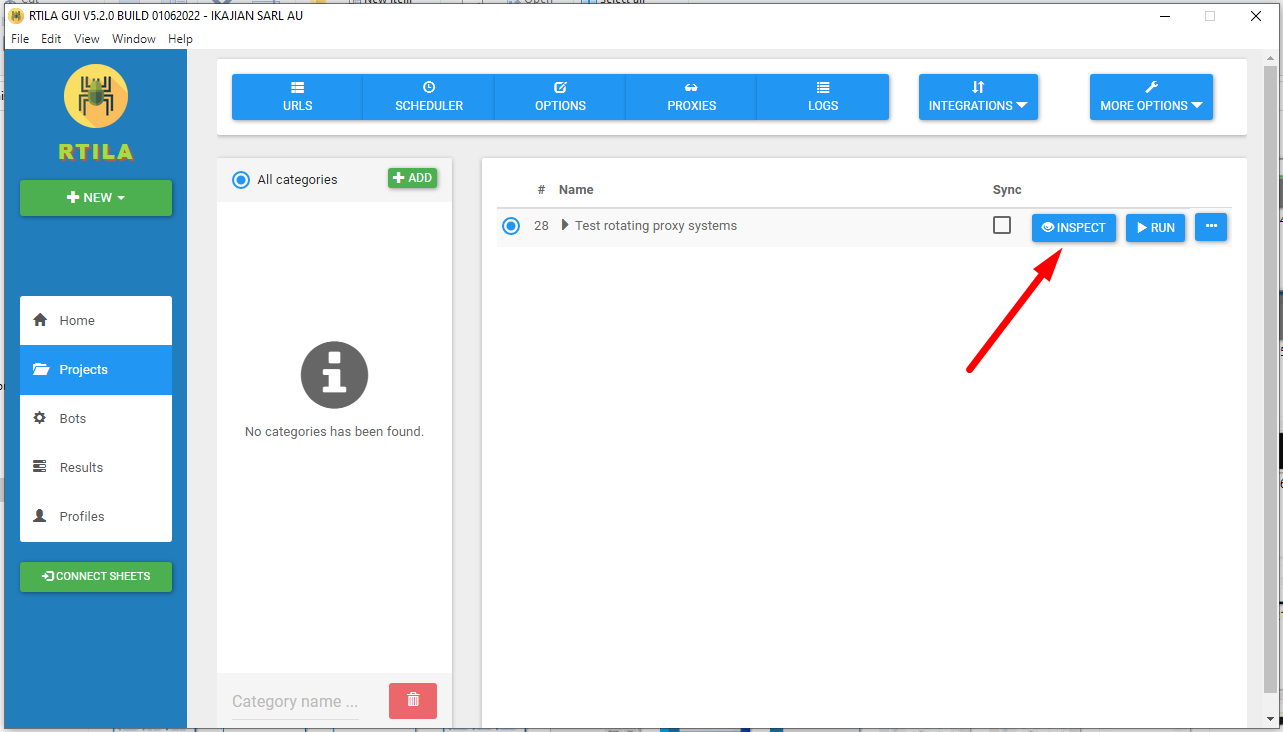 RTILA GUI V5.2.0 BUILD 01062022 - IKAJIAN SARL AU
File Edit View Window Help
RTILA
NEW
Home
Projects
Bots
Results
Profiles
CONNECT SHEETS
URLS SCHEDULER OPTIONS PROXIES LOGS INTEGRATIONS MORE OPTIONS
All categories ADD
No categories has been found.
Category name ...
# Name Sync
28 Test rotating proxy systems INSPECT RUN ...